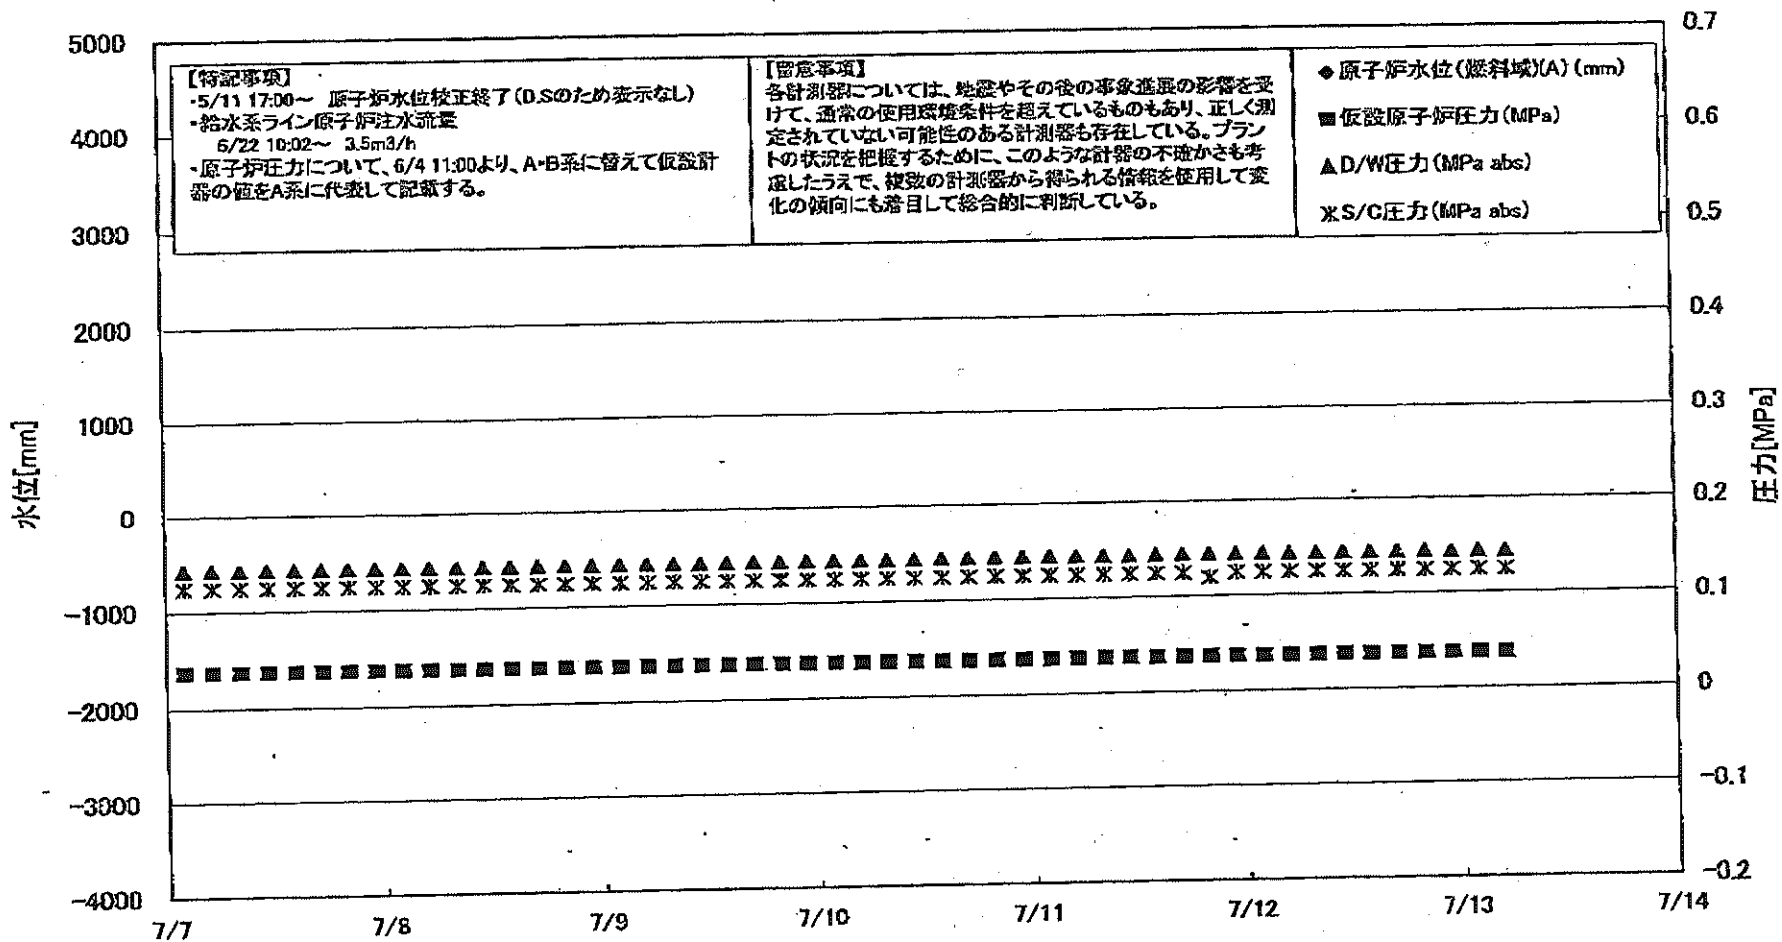 5000
4000
3000
2000
1000
0
-1000
-2000
-3000
-4000
水位[mm]
【特記事項】
・5/11 17:00～ 原子炉水位校正終了(D.Sのため表示なし)
・給水系ライン原子炉注水流量
6/22 10:02～ 3.5m3/h
・原子炉圧力について、6/4 11:00より、A・B系に替えて仮設計
器の値をA系に代表して記載する。
【留意事項】
各計測器については、地震やその後の事象進展の影響を受
けて、通常の使用環境条件を超えているものもあり、正しく測
定されていない可能性のある計測器も存在している。プラン
トの状況を把握するために、このような計器の不確かさも考
慮したうえで、複数の計測器から得られる情報を使用して変
化の傾向にも着目して総合的に判断している。
原子炉水位(燃料域)(A)(mm)
仮設原子炉圧力(MPa)
D/W圧力(MPa abs)
S/C圧力(MPa abs)
0.7
0.6
0.5
0.4
0.3
0.2
0.1
0
-0.1
-0.2
圧力[MPa]
7/7 7/8 7/9 7/10 7/11 7/12 7/13 7/14